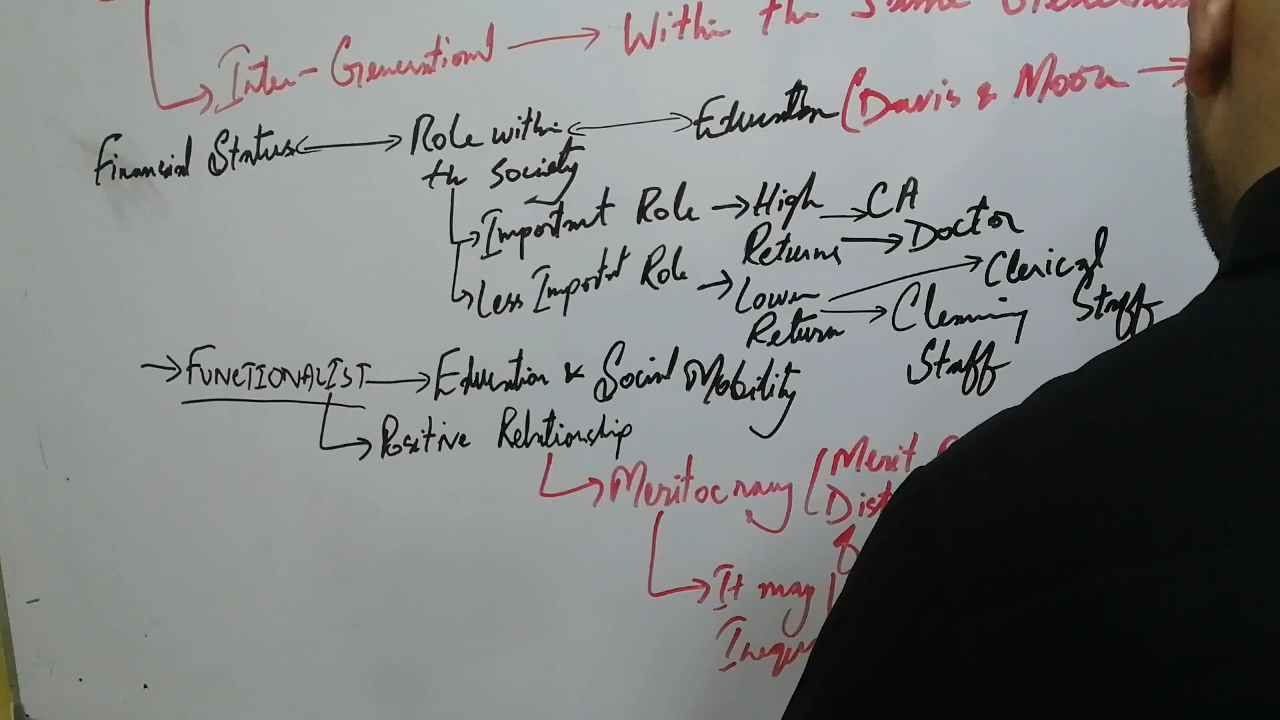 Inter-Generational → Within the Same
Financial Status ↔ Role within the society ↔ Education (Davis & Moore →
→ Important Role → High Returns → CA
→ Doctor
→ Less Important Role → Lower Return → Clerical Staff
→ Cleaning Staff
→ FUNCTIONALIST → Education & Social Mobility
→ Positive Relationship
→ Meritocracy (Merit
Dist
→ It may